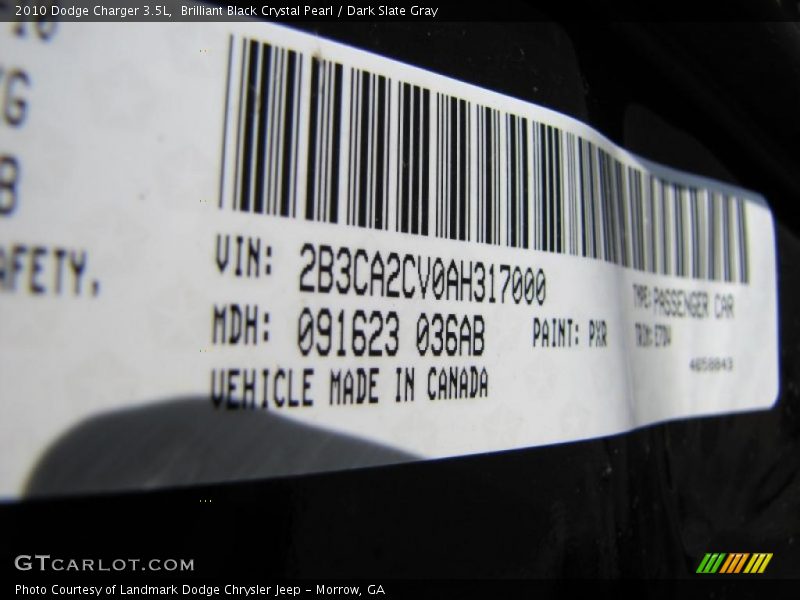 2010 Dodge Charger 3.5L,  Brilliant Black Crystal Pearl / Dark Slate Gray
10
G
B
AFETY.
VIN: 2B3CA2CV0AH317000
TYPE: PASSENGER CAR
MDH: 091623 036AB PAINT: PXR
TRIM:
4658843
VEHICLE MADE IN CANADA
GTCARLOT.COM
Photo Courtesy of Landmark Dodge Chrysler Jeep – Morrow, GA